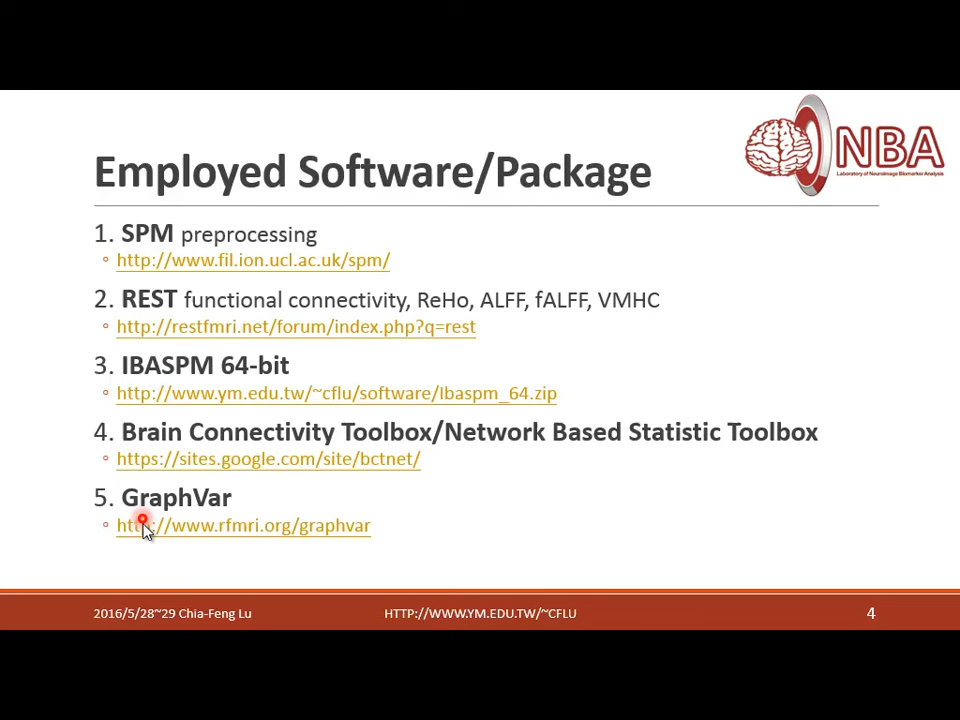 NBA
Laboratory of Neuroimage Biomarker Analysis
Employed Software/Package
1. SPM preprocessing
◦ http://www.fil.ion.ucl.ac.uk/spm/
2. REST functional connectivity, ReHo, ALFF, fALFF, VMHC
◦ http://restfmri.net/forum/index.php?q=rest
3. IBASPM 64-bit
◦ http://www.ym.edu.tw/~cflu/software/Ibaspm_64.zip
4. Brain Connectivity Toolbox/Network Based Statistic Toolbox
◦ https://sites.google.com/site/bctnet/
5. GraphVar
◦ http://www.rfmri.org/graphvar
2016/5/28~29 Chia-Feng Lu
HTTP://WWW.YM.EDU.TW/~CFLU
4